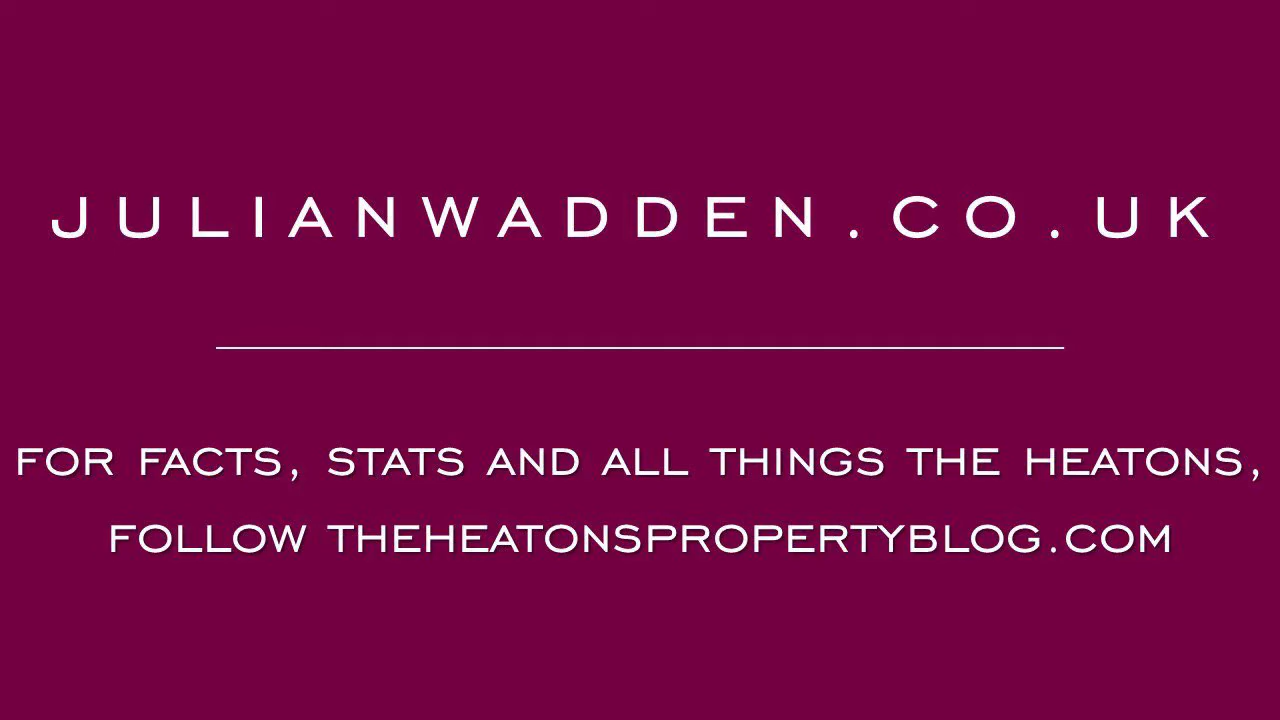 JULIANWADDEN.CO.UK
FOR FACTS, STATS AND ALL THINGS THE HEATONS,
FOLLOW THEHEATONSPROPERTYBLOG.COM